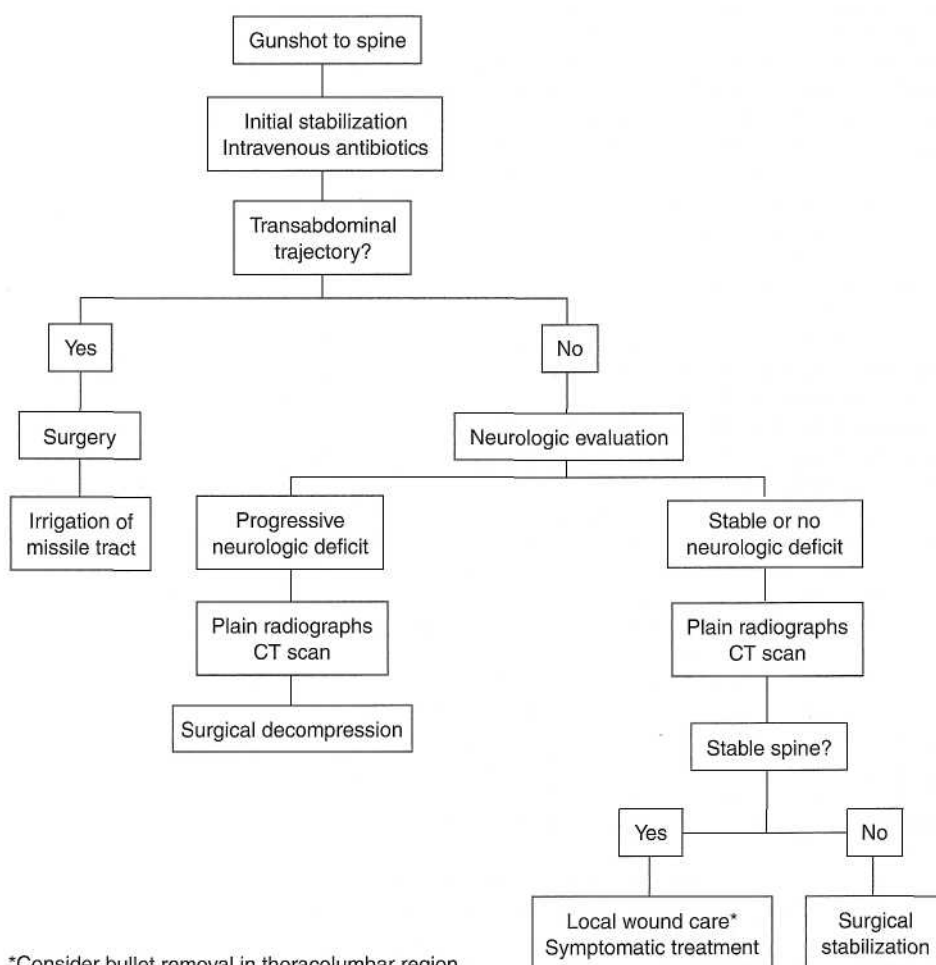 Gunshot to spine
Initial stabilization
Intravenous antibiotics
Transabdominal
trajectory?
Yes
No
Surgery
Neurologic evaluation
Irrigation of
missile tract
Progressive
neurologic deficit
Stable or no
neurologic deficit
Plain radiographs
CT scan
Plain radiographs
CT scan
Surgical decompression
Stable spine?
Yes
No
Local wound care*
Symptomatic treatment
Surgical
stabilization
*Consider bullet removal in thoracolumbar region